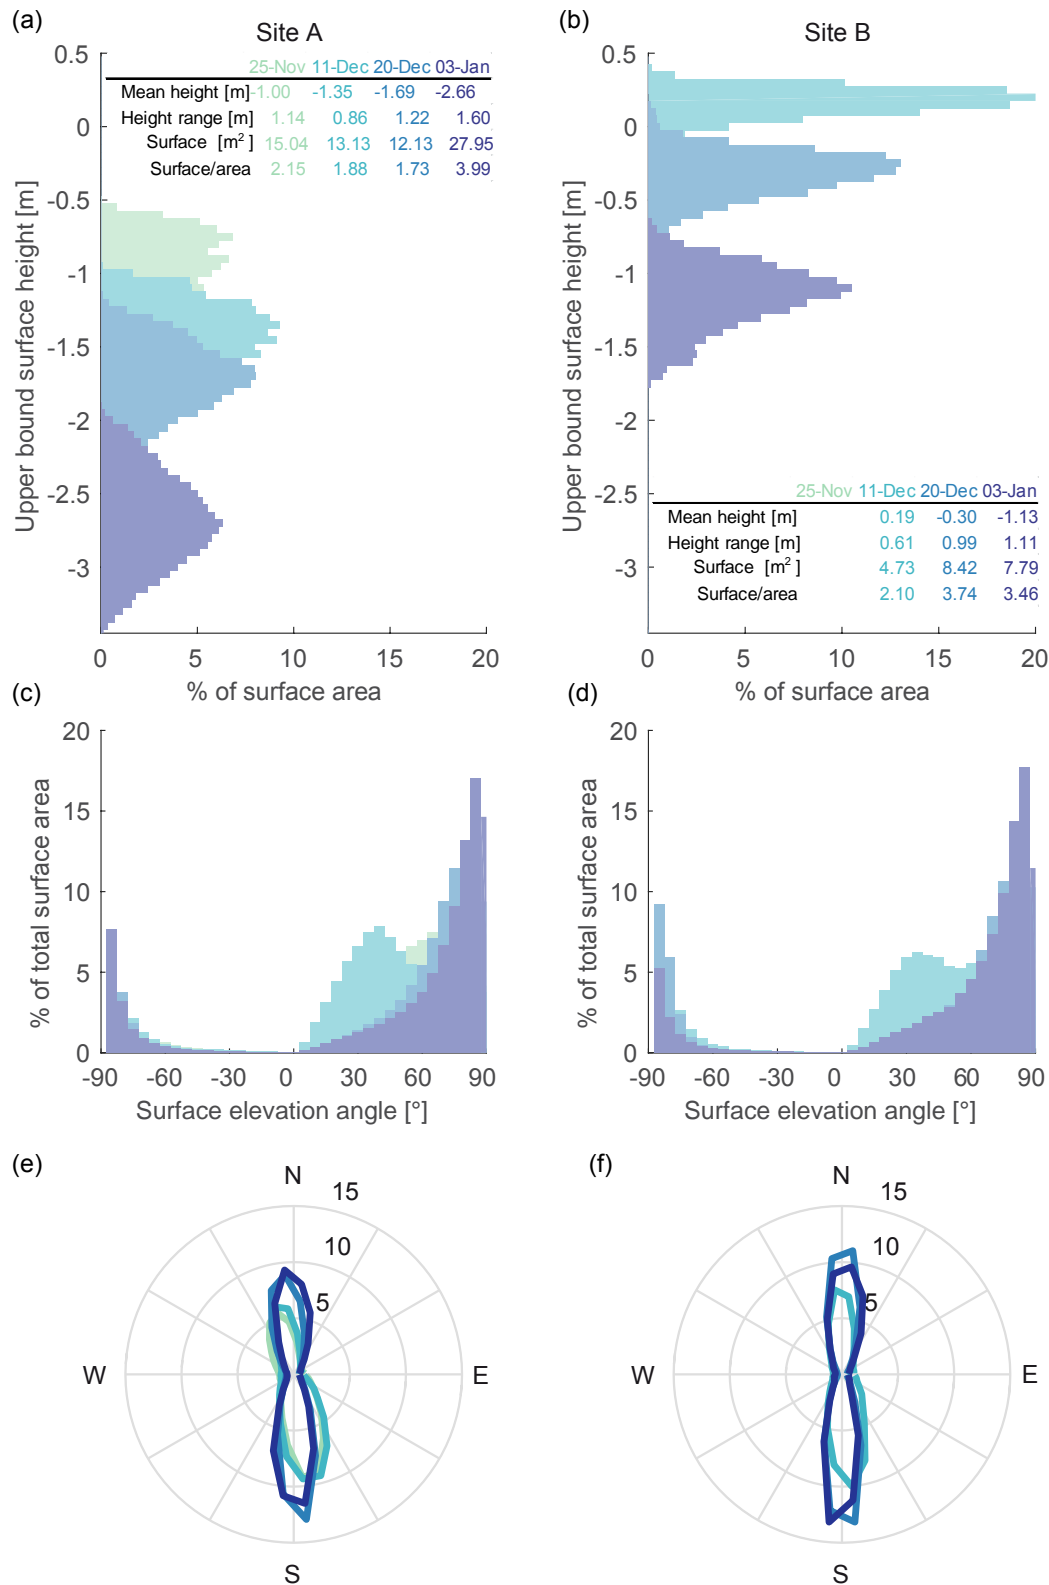 (a)
Site A
25-Nov 11-Dec 20-Dec 03-Jan
Mean height [m] -1.00 -1.35 -1.69 -2.66
Height range [m] 1.14 0.86 1.22 1.60
Surface [m²] 15.04 13.13 12.13 27.95
Surface/area 2.15 1.88 1.73 3.99
0.5
0
-0.5
-1
-1.5
-2
-2.5
-3
Upper bound surface height [m]
0 5 10 15 20
% of surface area
(b)
Site B
0.5
0
-0.5
-1
-1.5
-2
-2.5
-3
Upper bound surface height [m]
25-Nov 11-Dec 20-Dec 03-Jan
Mean height [m] 0.19 -0.30 -1.13
Height range [m] 0.61 0.99 1.11
Surface [m²] 4.73 8.42 7.79
Surface/area 2.10 3.74 3.46
0 5 10 15 20
% of surface area
(c)
20
15
10
5
0
% of total surface area
-90 -60 -30 0 30 60 90
Surface elevation angle [°]
(d)
20
15
10
5
0
% of total surface area
-90 -60 -30 0 30 60 90
Surface elevation angle [°]
(e)
N
15
10
5
W
E
S
(f)
N
15
10
5
W
E
S